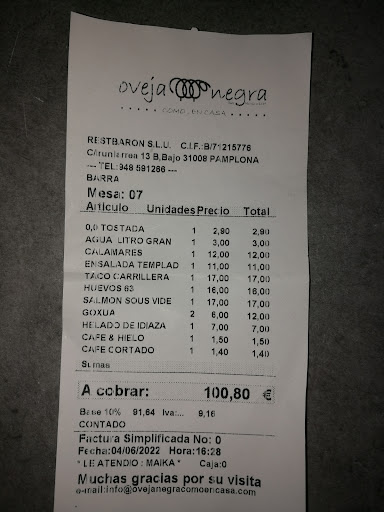 oveja negra
COMO EN CASA
RESTBARON S.L.U. C.I.F.:B/71215776
C/Iruniarrea 13 B,Bajo 31008 PAMPLONA
--- TEL:948 591266 ---
BARRA
Mesa: 07
Articulo Unidades Precio Total
0,0 TOSTADA 1 2,90 2,90
AGUA LITRO GRAN 1 3,00 3,00
CALAMARES 1 12,00 12,00
ENSALADA TEMPLAD 1 11,00 11,00
TACO CARRILLERA 1 17,00 17,00
HUEVOS 63 1 16,00 16,00
SALMON SOUS VIDE 1 17,00 17,00
GOXUA 2 6,00 12,00
HELADO DE IDIAZA 1 7,00 7,00
CAFE & HIELO 1 1,50 1,50
CAFE CORTADO 1 1,40 1,40
Sumas
A cobrar: 100,80 €
Base 10% 91,64 Iva:... 9,16
CONTADO
Factura Simplificada No: 0
Fecha:04/06/2022 Hora:16:28
* LE ATENDIO : MAIKA * Caja:0
Muchas gracias por su visita
e-mail:info@ovejanegracomoencasa.com